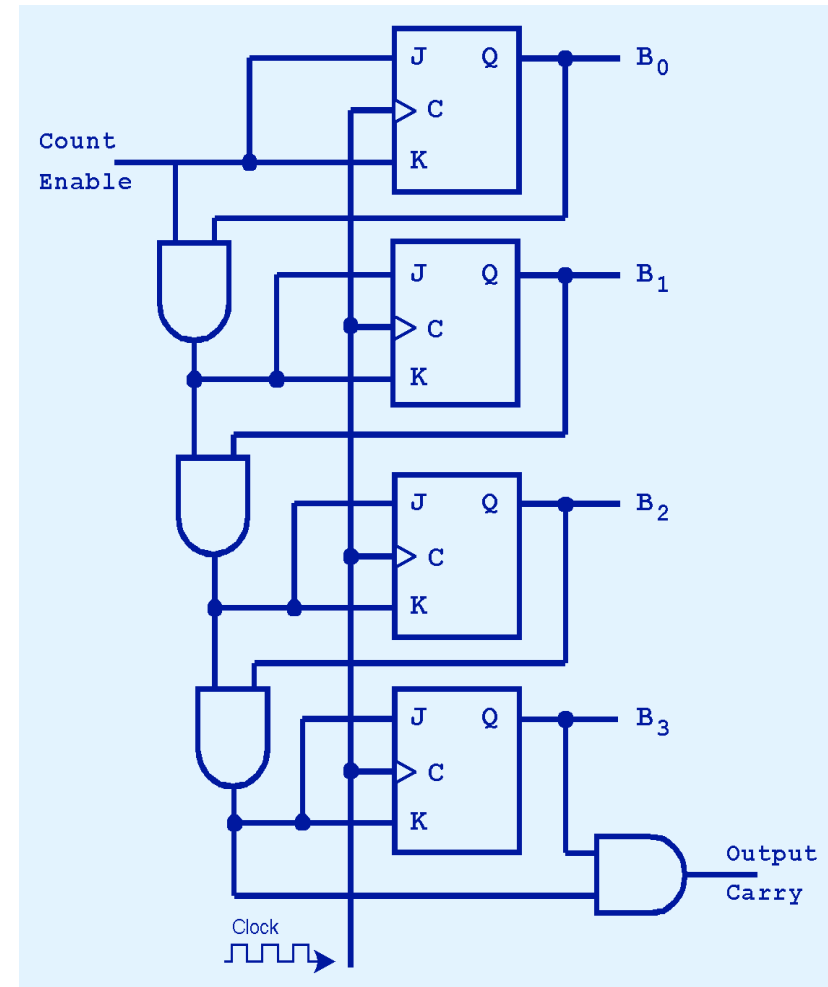 J Q B0
C
Count
K
Enable
J Q B1
C
K
J Q B2
C
K
J Q B3
C
K
Output
Carry
Clock